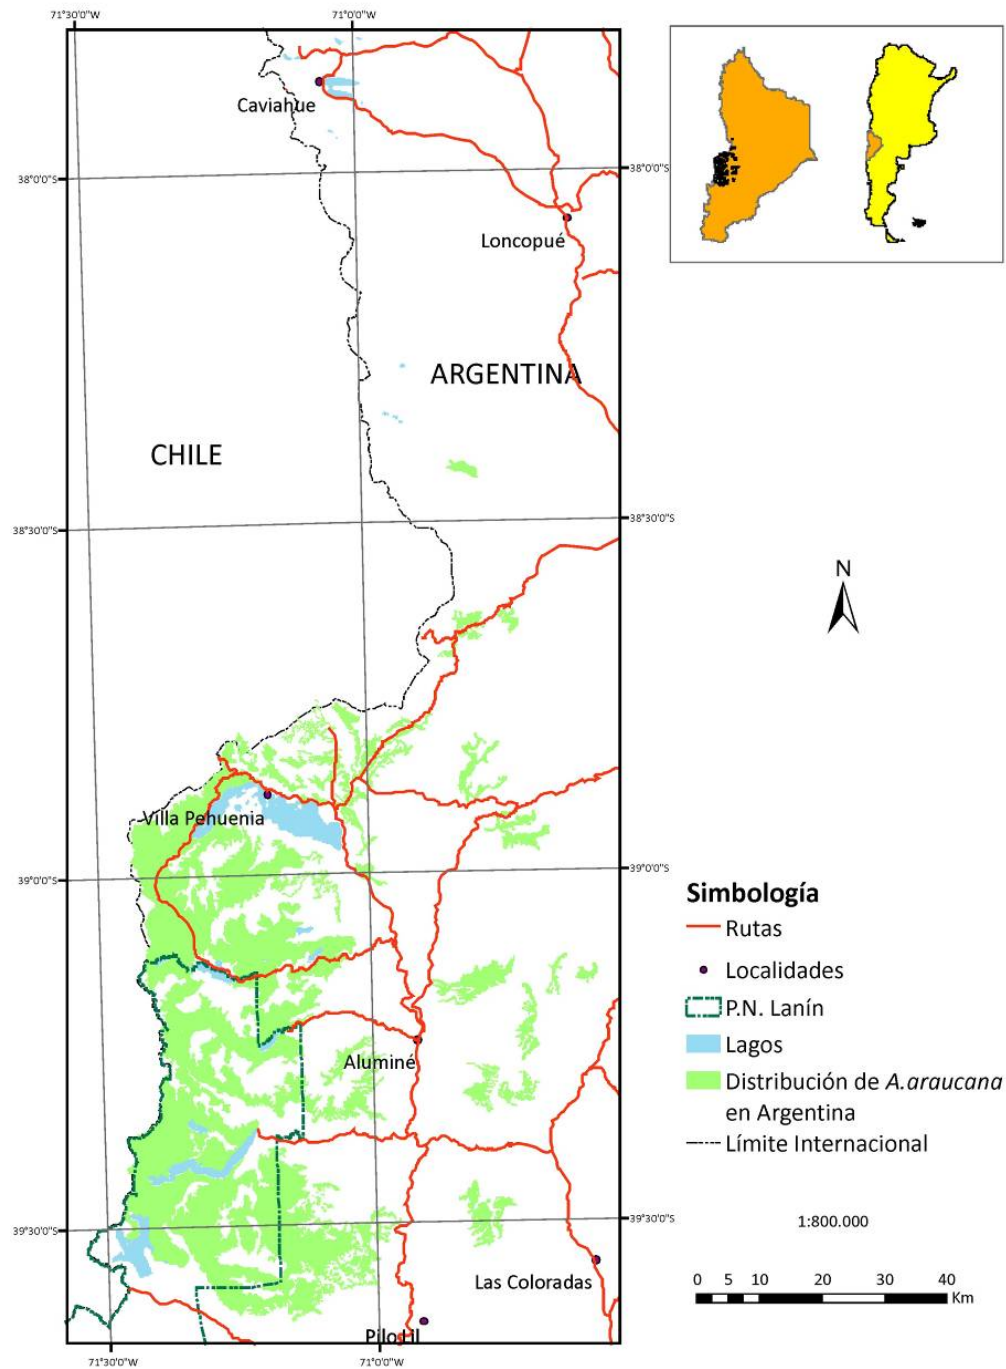 71°30'0"W
71°0'0"W
Caviahue
38°0'0"S
38°0'0"S
Loncopué
ARGENTINA
CHILE
38°30'0"S
38°30'0"S
N
Villa Pehuenia
39°0'0"S
39°0'0"S
Simbología
Rutas
Localidades
P.N. Lanín
Lagos
Distribución de A.araucana
en Argentina
Límite Internacional
Aluminé
39°30'0"S
39°30'0"S
1:800.000
Las Coloradas
0 5 10 20 30 40
Km
71°30'0"W
71°0'0"W